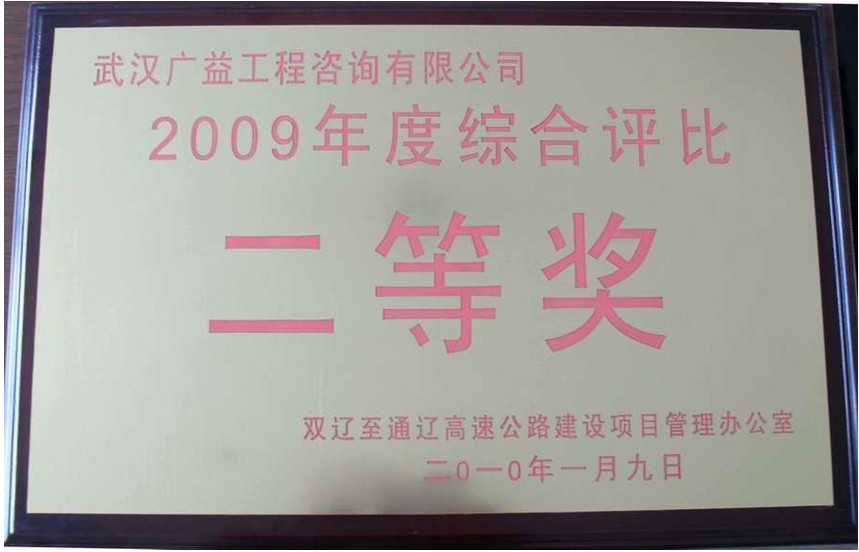 武汉广益工程咨询有限公司
2009年度综合评比
二等奖
双辽至通辽高速公路建设项目管理办公室
二0一0年一月九日